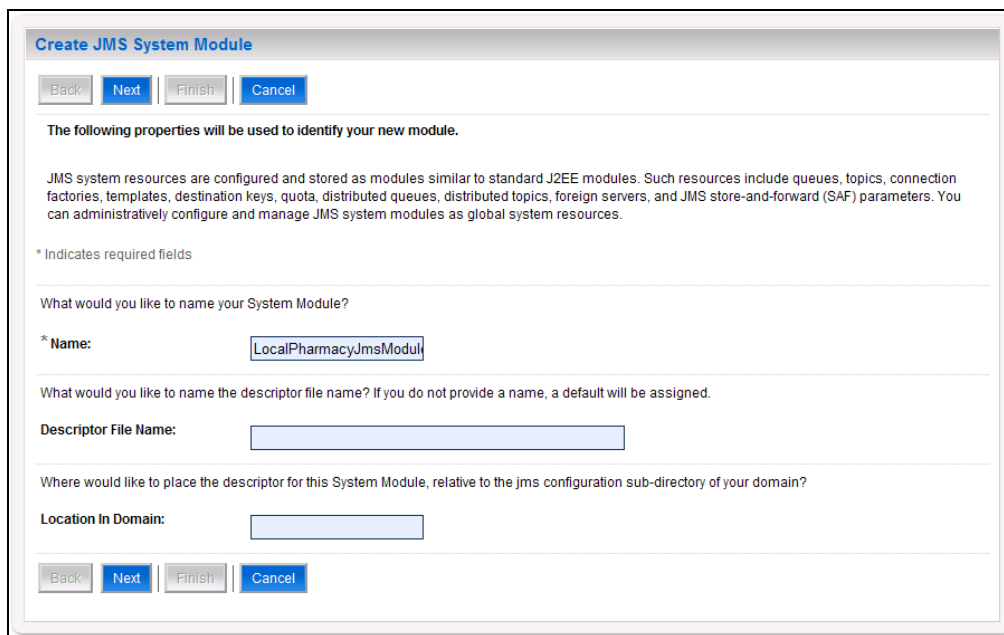 Create JMS System Module
Back Next Finish Cancel
The following properties will be used to identify your new module.
JMS system resources are configured and stored as modules similar to standard J2EE modules. Such resources include queues, topics, connection
factories, templates, destination keys, quota, distributed queues, distributed topics, foreign servers, and JMS store-and-forward (SAF) parameters. You
can administratively configure and manage JMS system modules as global system resources.
* Indicates required fields
What would you like to name your System Module?
* Name: LocalPharmacyJmsModule
What would you like to name the descriptor file name? If you do not provide a name, a default will be assigned.
Descriptor File Name:
Where would like to place the descriptor for this System Module, relative to the jms configuration sub-directory of your domain?
Location In Domain:
Back Next Finish Cancel